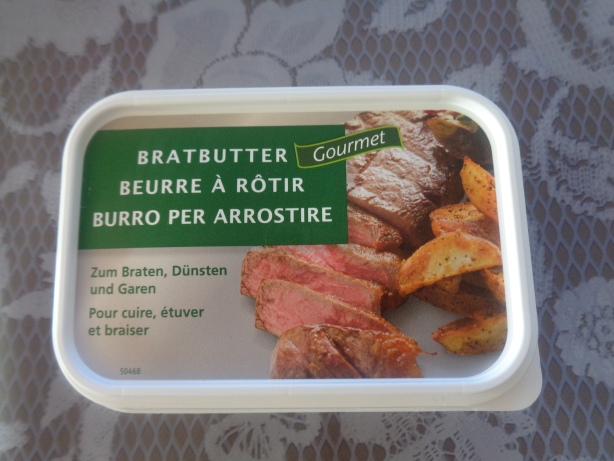 BRATBUTTER Gourmet
BEURRE À RÔTIR
BURRO PER ARROSTIRE
Zum Braten, Dünsten
und Garen
Pour cuire, étuver
et braiser
50468